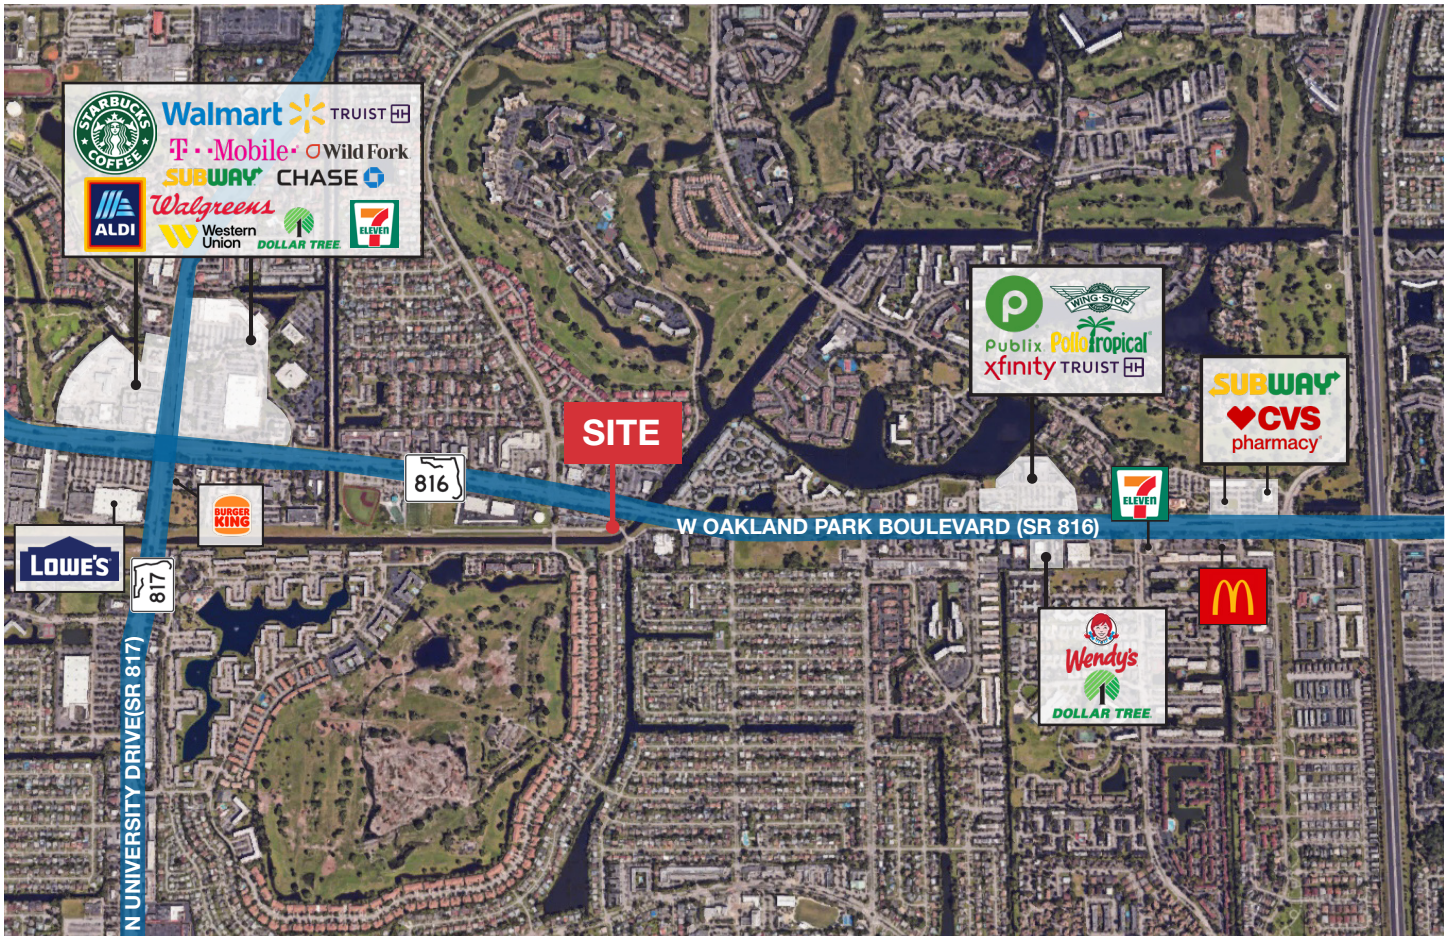 STARBUCKS
COFFEE
Walmart
TRUIST
T··Mobile·
Wild Fork
SUBWAY
CHASE
ALDI
Walgreens
Western
Union
DOLLAR TREE
7
ELEVEN
SITE
816
BURGER
KING
LOWE'S
817
N UNIVERSITY DRIVE(SR 817)
W OAKLAND PARK BOULEVARD (SR 816)
P
Publix
WING·STOP
Pollo Tropical
xfinity
TRUIST
SUBWAY
CVS
pharmacy
7
ELEVEN
M
Wendy's
DOLLAR TREE